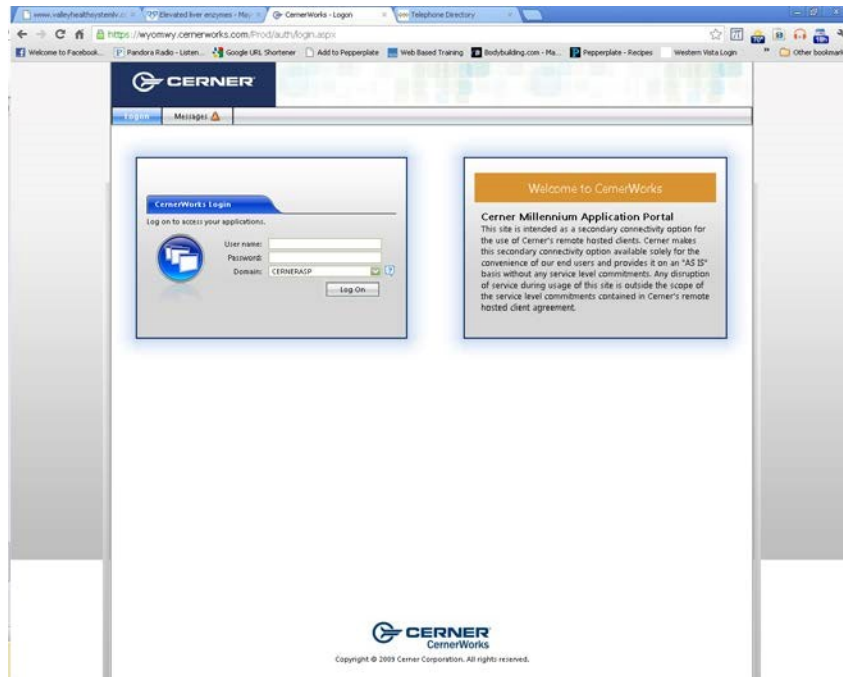 www.valleyhealthsystemlv.c
Elevated liver enzymes - May
CernerWorks - Logon
Telephone Directory
https://wyomwy.cernerworks.com/Prod/auth/login.aspx
Welcome to Facebook...
Pandora Radio - Listen...
Google URL Shortener
Add to Pepperplate
Web Based Training
Bodybuilding.com - Ma...
Pepperplate - Recipes
Western Vista Login
Other bookmark
CERNER
Logon
Messages
CernerWorks Login
Log on to access your applications.
User name:
Password:
Domain: CERNERASP
Log On
Welcome to CernerWorks
Cerner Millennium Application Portal
This site is intended as a secondary connectivity option for
the use of Cerner's remote hosted clients. Cerner makes
this secondary connectivity option available solely for the
convenience of our end users and provides it on an "AS IS"
basis without any service level commitments. Any disruption
of service during usage of this site is outside the scope of
the service level commitments contained in Cerner's remote
hosted client agreement.
CERNER
CernerWorks
Copyright © 2009 Cerner Corporation. All rights reserved.